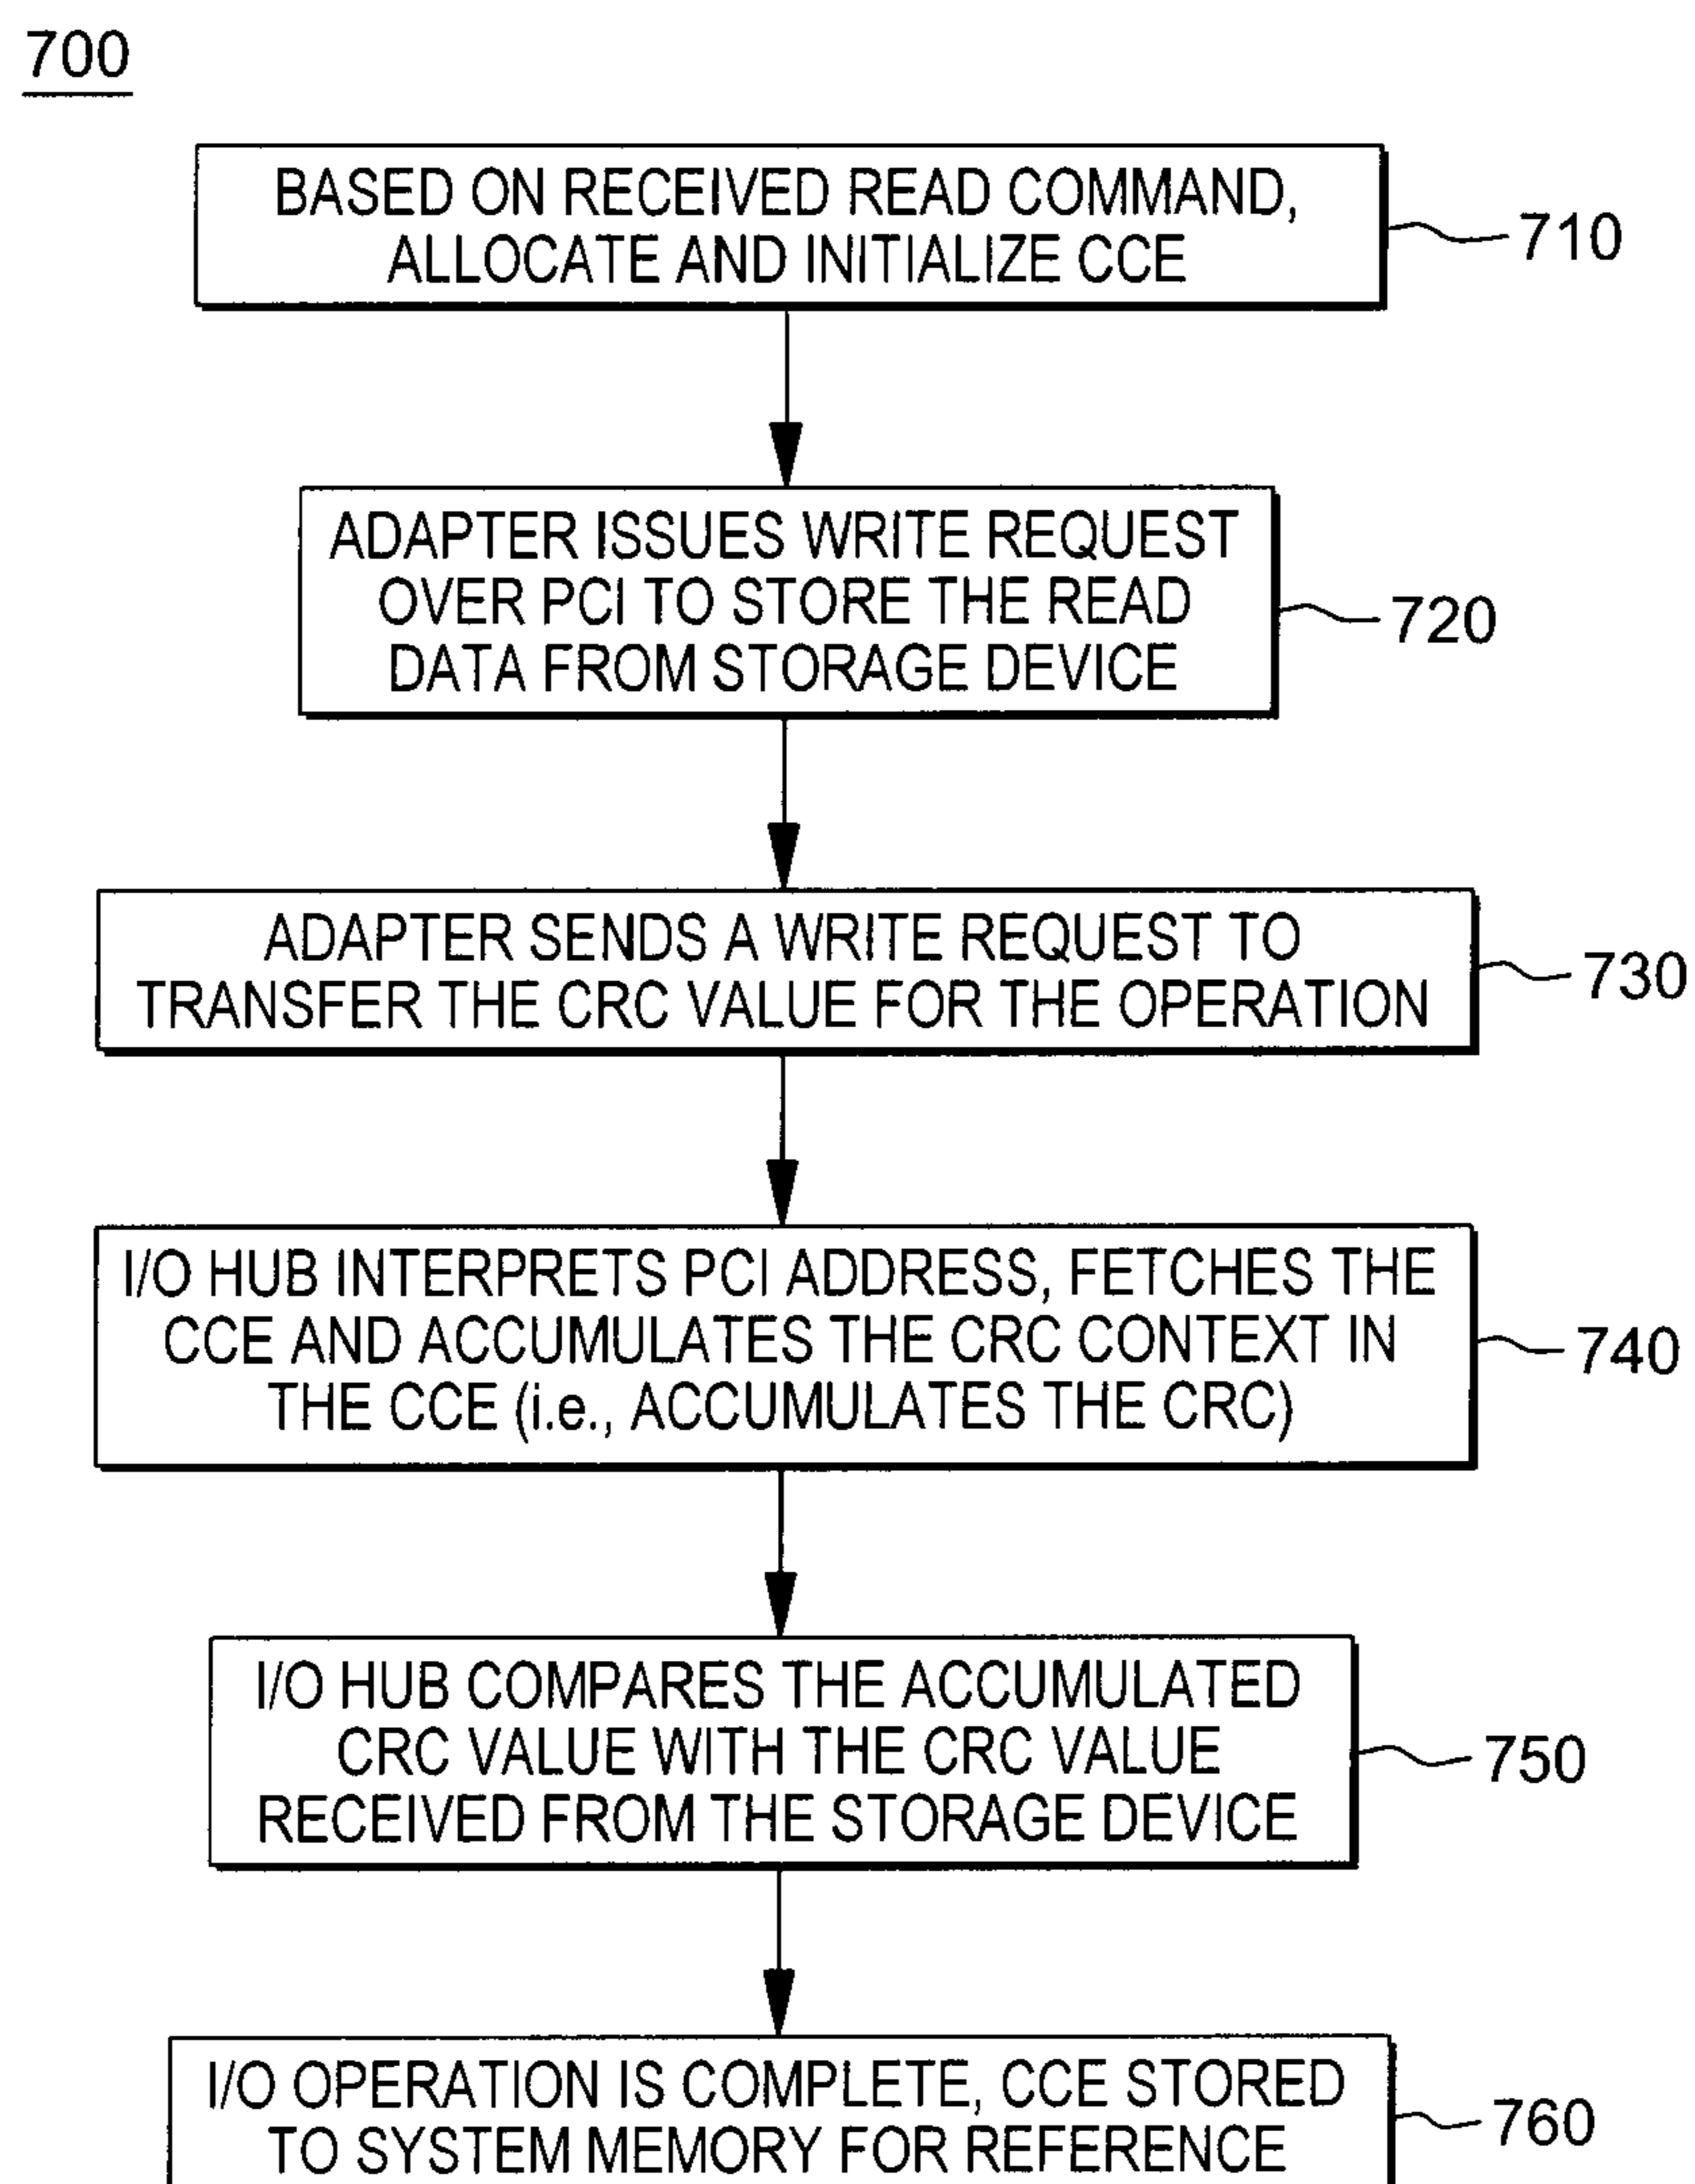 700
BASED ON RECEIVED READ COMMAND,
ALLOCATE AND INITIALIZE CCE
710
ADAPTER ISSUES WRITE REQUEST
OVER PCI TO STORE THE READ
DATA FROM STORAGE DEVICE
720
ADAPTER SENDS A WRITE REQUEST TO
TRANSFER THE CRC VALUE FOR THE OPERATION
730
I/O HUB INTERPRETS PCI ADDRESS, FETCHES THE
CCE AND ACCUMULATES THE CRC CONTEXT IN
THE CCE (i.e., ACCUMULATES THE CRC)
740
I/O HUB COMPARES THE ACCUMULATED
CRC VALUE WITH THE CRC VALUE
RECEIVED FROM THE STORAGE DEVICE
750
I/O OPERATION IS COMPLETE, CCE STORED
TO SYSTEM MEMORY FOR REFERENCE
760